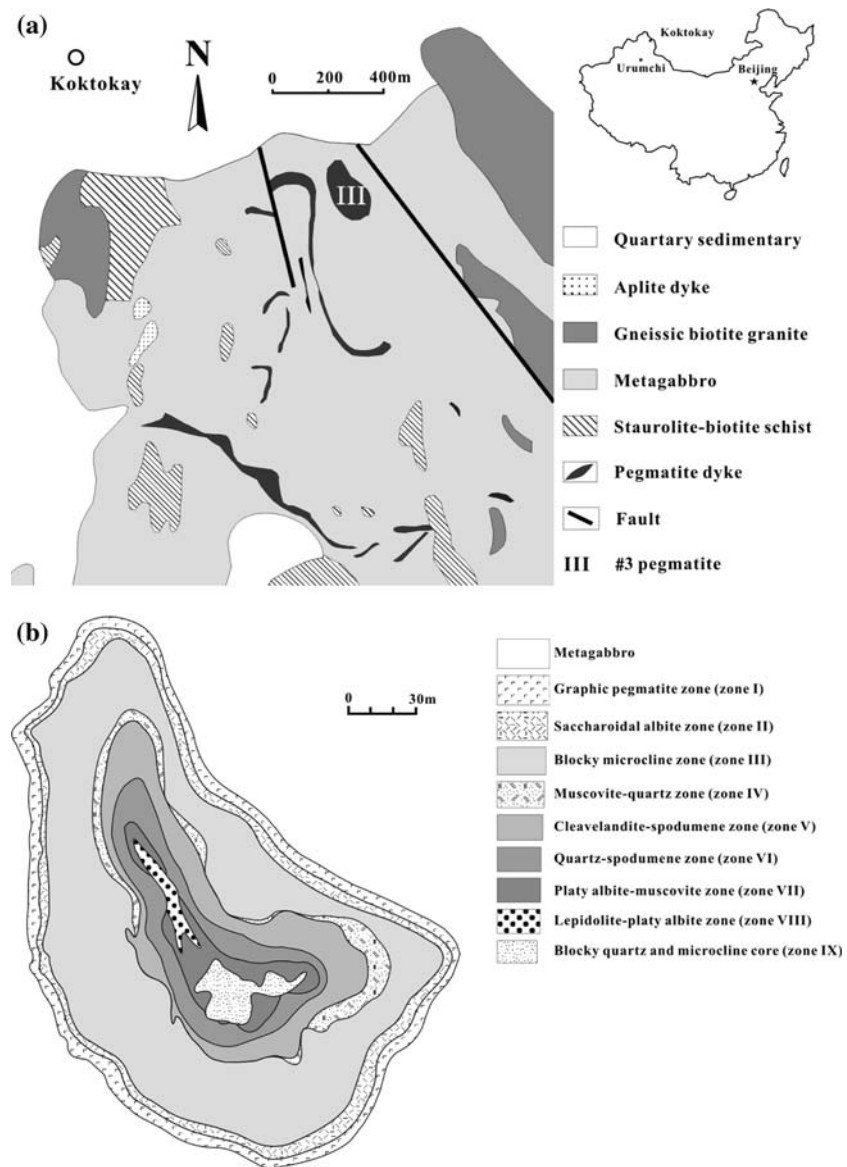 (a)
Koktokay
N
0 200 400m
III
Koktokay
Urumchi
Beijing
Quartary sedimentary
Aplite dyke
Gneissic biotite granite
Metagabbro
Staurolite-biotite schist
Pegmatite dyke
Fault
III #3 pegmatite
(b)
0 30m
Metagabbro
Graphic pegmatite zone (zone I)
Saccharoidal albite zone (zone II)
Blocky microcline zone (zone III)
Muscovite-quartz zone (zone IV)
Cleavelandite-spodumene zone (zone V)
Quartz-spodumene zone (zone VI)
Platy albite-muscovite zone (zone VII)
Lepidolite-platy albite zone (zone VIII)
Blocky quartz and microcline core (zone IX)